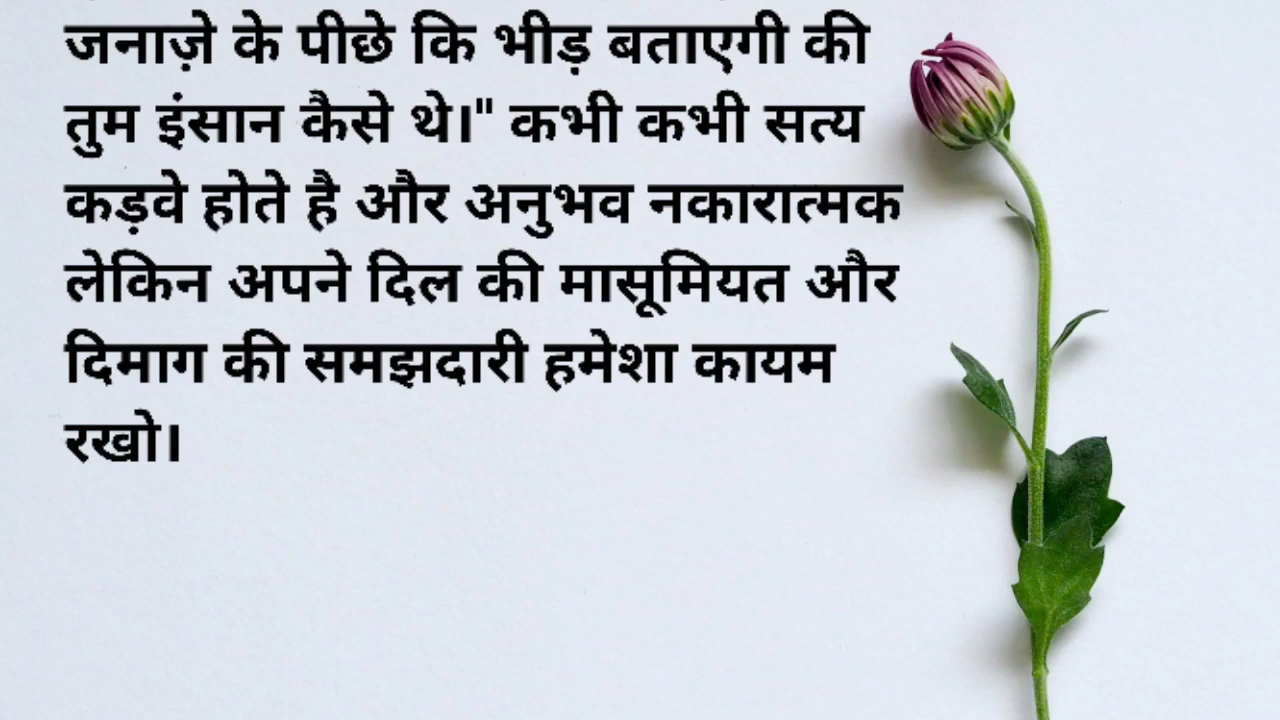 जनाज़े के पीछे कि भीड़ बताएगी की
तुम इंसान कैसे थे।" कभी कभी सत्य
कड़वे होते है और अनुभव नकारात्मक
लेकिन अपने दिल की मासूमियत और
दिमाग की समझदारी हमेशा कायम
रखो।